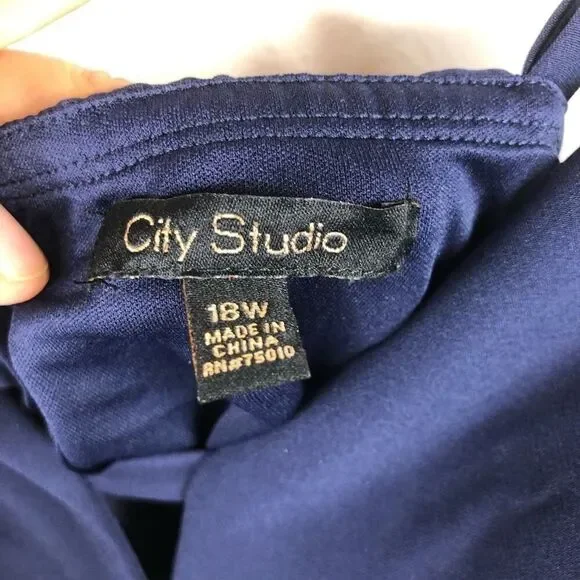 City Studio
18W
MADE IN
CHINA
RN#75010